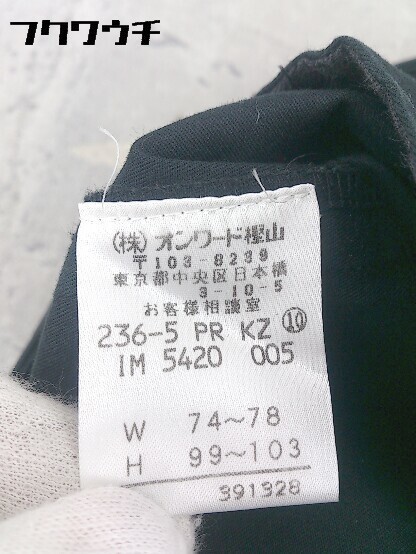 フクワウチ
(株)オンワード樫山
〒103-8239
東京都中央区日本橋
3-10-5
お客様相談室
236-5 PR KZ ⑩
IM 5420 005
W 74~78
H 99~103
391328